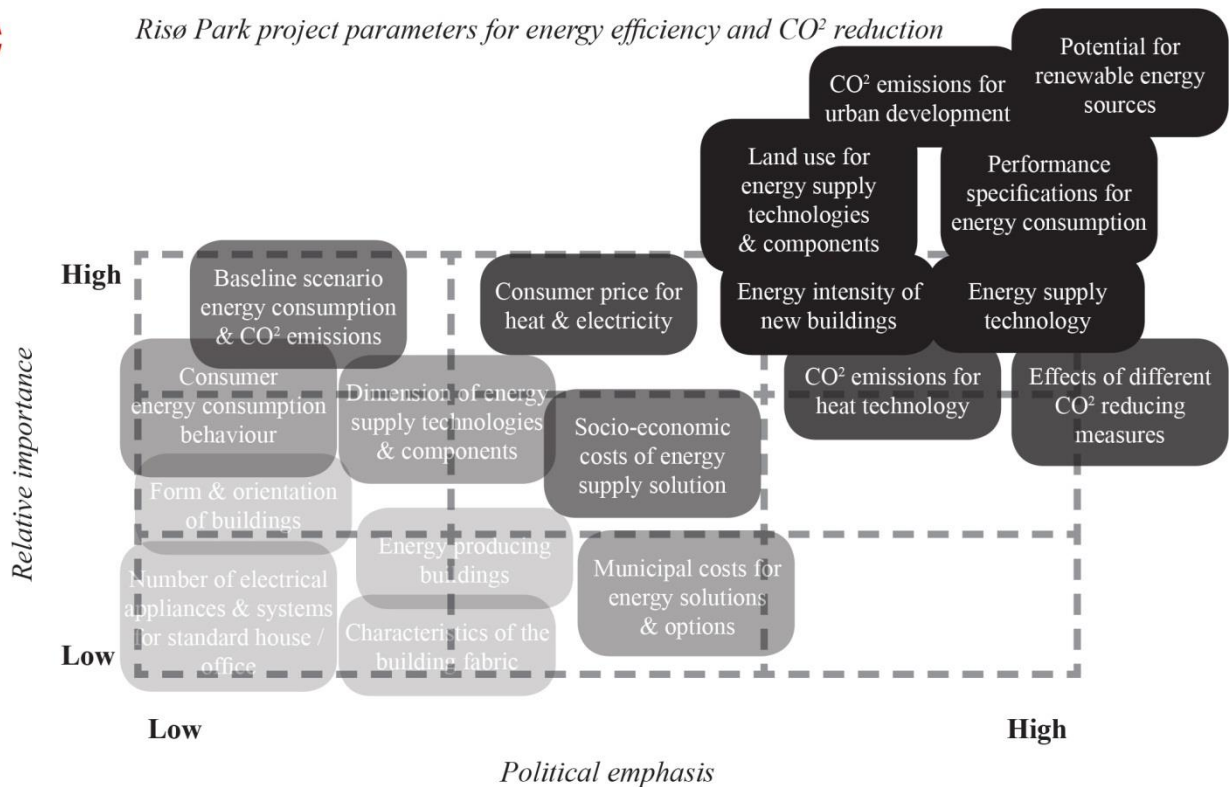 Risø Park project parameters for energy efficiency and CO² reduction
Potential for
renewable energy
sources
CO² emissions for
urban development
Land use for
energy supply
technologies
& components
Performance
specifications for
energy consumption
High
Baseline scenario
energy consumption
& CO² emissions
Consumer price for
heat & electricity
Energy intensity of
new buildings
Energy supply
technology
Consumer
energy consumption
behaviour
Dimension of energy
supply technologies
& components
Socio-economic
costs of energy
supply solution
CO² emissions for
heat technology
Effects of different
CO² reducing
measures
Relative importance
Form & orientation
of buildings
Energy producing
buildings
Municipal costs for
energy solutions
& options
Number of electrical
appliances & systems
for standard house /
office
Characteristics of the
building fabric
Low
Low
High
Political emphasis